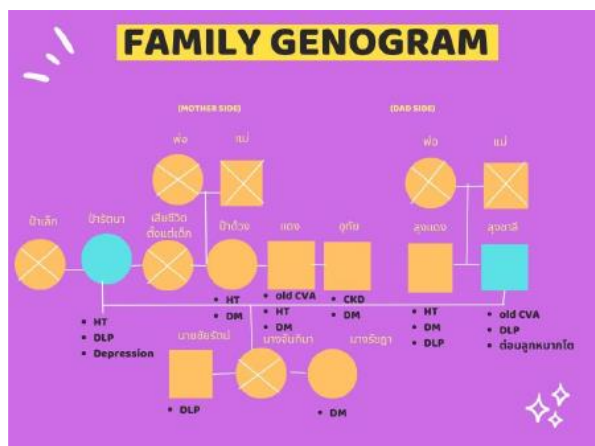 FAMILY GENOGRAM
(MOTHER SIDE)
(DAD SIDE)
พ่อ
แม่
พ่อ
แม่
ป้าเล็ก
ป้ารัตนา
เสียชีวิต
ตั้งแต่เด็ก
ป้าด้วง
แดง
อุทัย
ลุงแดง
ลุงชาลี
• HT
• DLP
• Depression
• HT
• DM
• old CVA
• HT
• DM
• CKD
• DM
• HT
• DM
• DLP
• old CVA
• DLP
• ต่อมลูกหมากโต
นายชัยรัตน์
นางจันทิมา
นางรัชฎา
• DLP
• DM